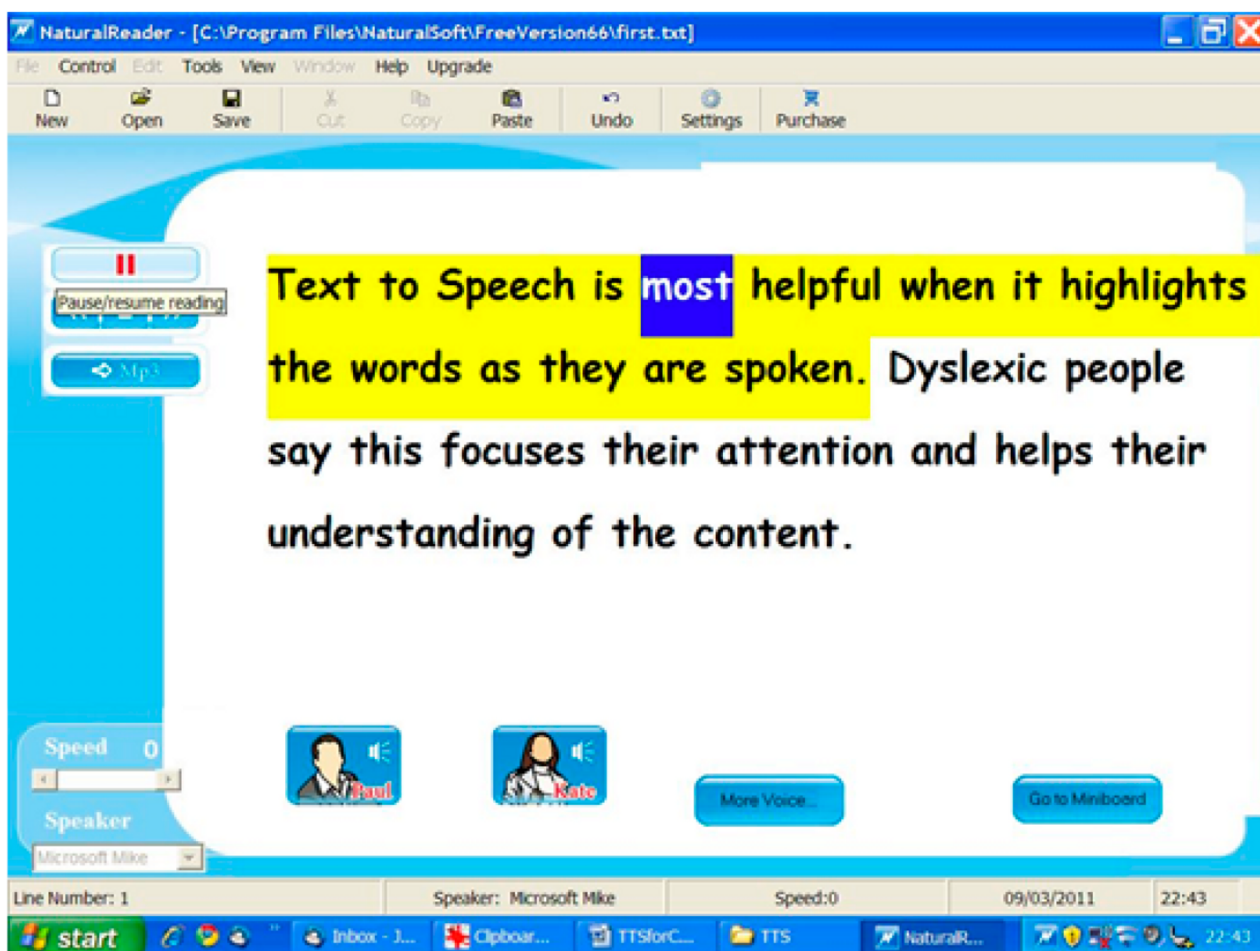 NaturalReader - [C:\Program Files\NaturalSoft\FreeVersion66\first.txt]
File Control Edit Tools View Window Help Upgrade
New Open Save Cut Copy Paste Undo Settings Purchase
Pause/resume reading
Mp3
Text to Speech is most helpful when it highlights
the words as they are spoken. Dyslexic people
say this focuses their attention and helps their
understanding of the content.
Speed 0
Paul Kate
More Voice... Go to Miniboard
Speaker
Microsoft Mike
Line Number: 1 Speaker: Microsoft Mike Speed:0 09/03/2011 22:43
start Inbox - J... Clipboar... TTSforC... TTS NaturalR... 22:43